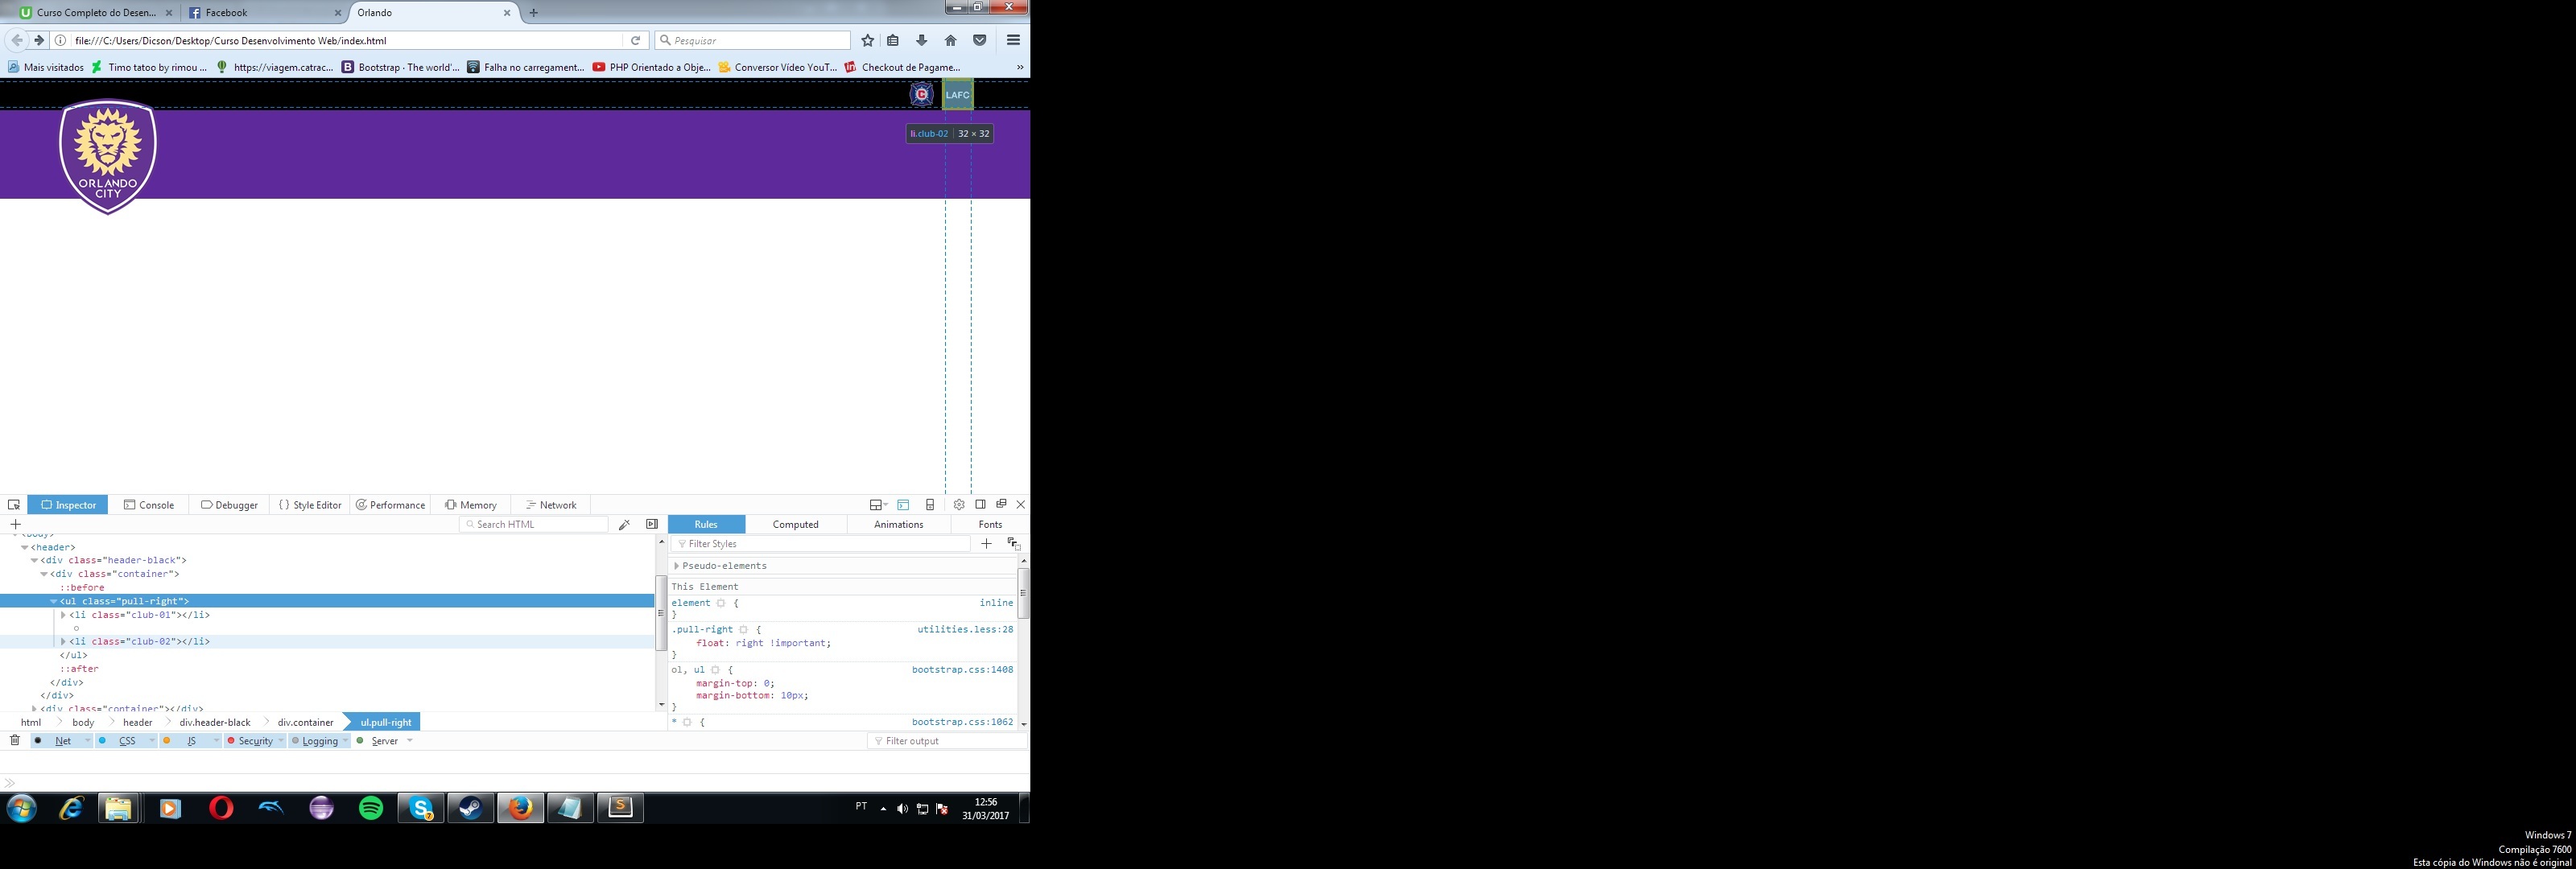 Curso Completo do Desen...
Facebook
Orlando
file:///C:/Users/Dicson/Desktop/Curso Desenvolvimento Web/index.html
Pesquisar
Mais visitados
Timo tatoo by rimou ...
https://viagem.catrac...
Bootstrap · The world'...
Falha no carregament...
PHP Orientado a Obje...
Conversor Vídeo YouT...
Checkout de Pagame...
LAFC
li.club-02 32 × 32
ORLANDO
CITY
Inspector
Console
Debugger
Style Editor
Performance
Memory
Network
Search HTML
Rules
Computed
Animations
Fonts
Filter Styles
<body>
<header>
<div class="header-black">
<div class="container">
::before
<ul class="pull-right">
<li class="club-01"></li>
<li class="club-02"></li>
</ul>
::after
</div>
</div>
<div class="container"></div>
Pseudo-elements
This Element
element { inline
}
.pull-right { utilities.less:28
float: right !important;
}
ol, ul { bootstrap.css:1408
margin-top: 0;
margin-bottom: 10px;
}
* { bootstrap.css:1062
html
body
header
div.header-black
div.container
ul.pull-right
Net
CSS
JS
Security
Logging
Server
Filter output
PT
12:56
31/03/2017
Windows 7
Compilação 7600
Esta cópia do Windows não é original